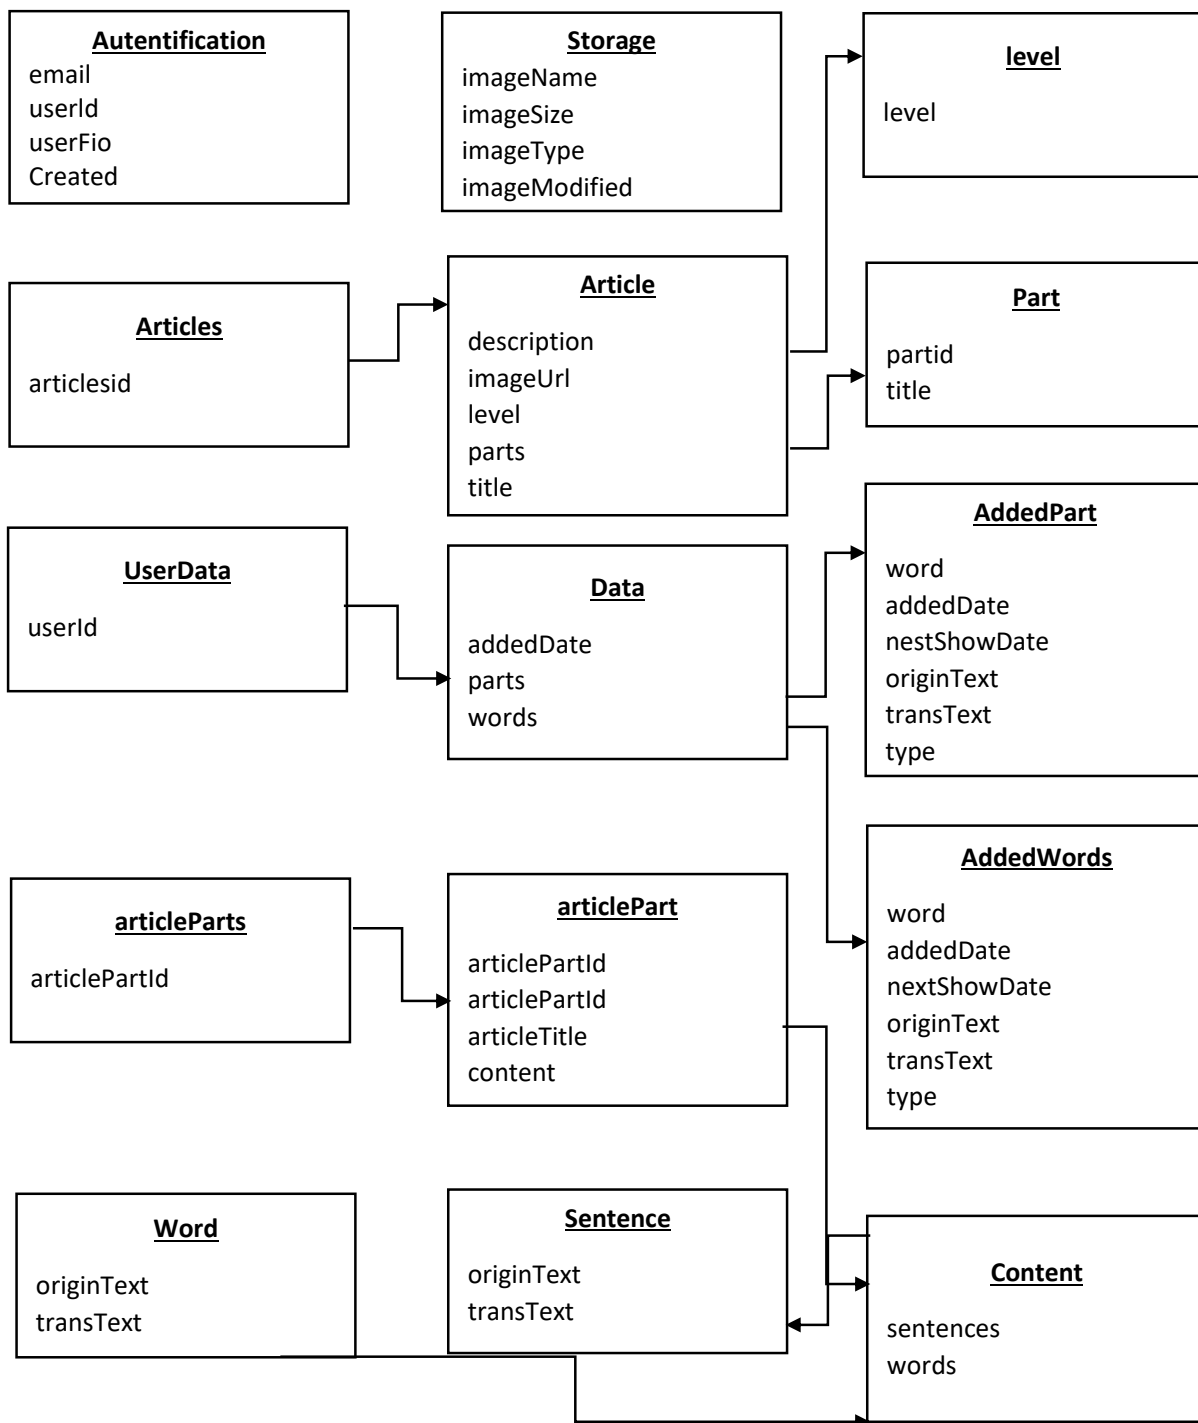 Autentification
email
userId
userFio
Created
Storage
imageName
imageSize
imageType
imageModified
level
level
Articles
articlesid
Article
description
imageUrl
level
parts
title
Part
partid
title
UserData
userId
Data
addedDate
parts
words
AddedPart
word
addedDate
nestShowDate
originText
transText
type
AddedWords
word
addedDate
nextShowDate
originText
transText
type
articleParts
articlePartId
articlePart
articlePartId
articlePartId
articleTitle
content
Word
originText
transText
Sentence
originText
transText
Content
sentences
words